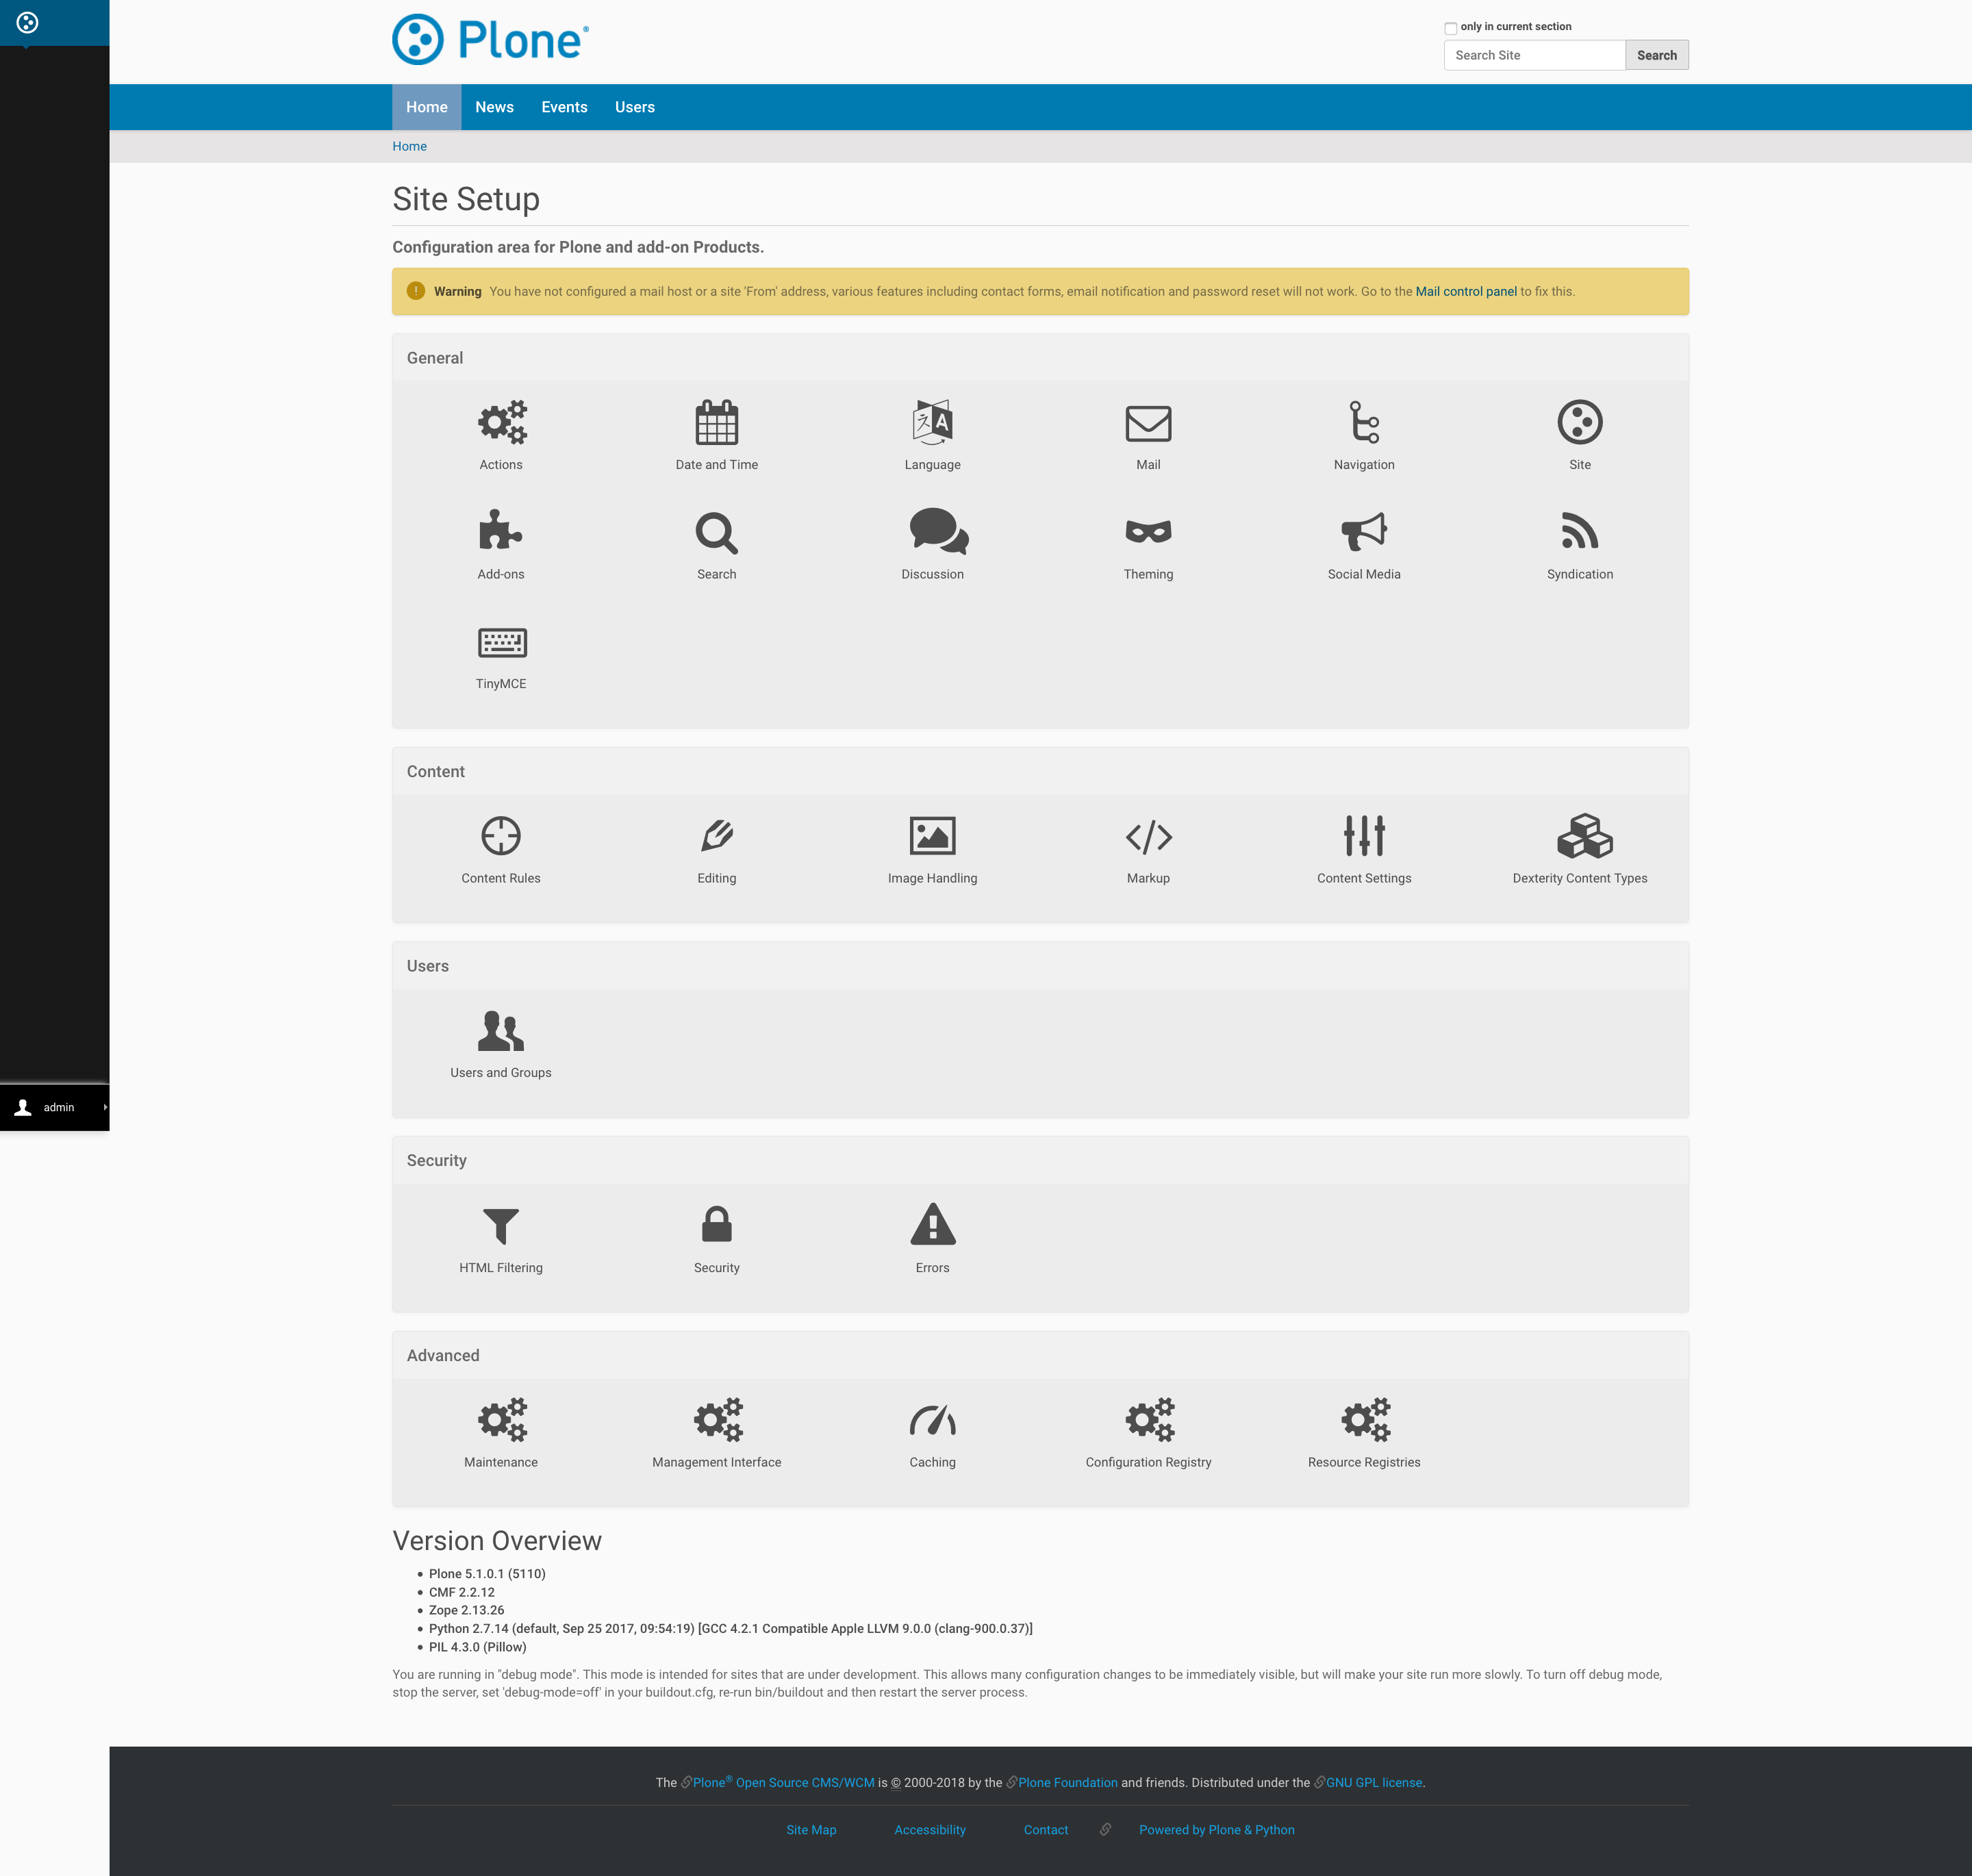 Plone®
only in current section
Search Site
Search
Home
News
Events
Users
Home
Site Setup
Configuration area for Plone and add-on Products.
Warning You have not configured a mail host or a site 'From' address, various features including contact forms, email notification and password reset will not work. Go to the Mail control panel to fix this.
General
Actions
Date and Time
Language
Mail
Navigation
Site
Add-ons
Search
Discussion
Theming
Social Media
Syndication
TinyMCE
Content
Content Rules
Editing
Image Handling
Markup
Content Settings
Dexterity Content Types
Users
Users and Groups
admin
Security
HTML Filtering
Security
Errors
Advanced
Maintenance
Management Interface
Caching
Configuration Registry
Resource Registries
Version Overview
Plone 5.1.0.1 (5110)
CMF 2.2.12
Zope 2.13.26
Python 2.7.14 (default, Sep 25 2017, 09:54:19) [GCC 4.2.1 Compatible Apple LLVM 9.0.0 (clang-900.0.37)]
PIL 4.3.0 (Pillow)
You are running in "debug mode". This mode is intended for sites that are under development. This allows many configuration changes to be immediately visible, but will make your site run more slowly. To turn off debug mode,
stop the server, set 'debug-mode=off' in your buildout.cfg, re-run bin/buildout and then restart the server process.
The Plone® Open Source CMS/WCM is © 2000-2018 by the Plone Foundation and friends. Distributed under the GNU GPL license.
Site Map
Accessibility
Contact
Powered by Plone & Python